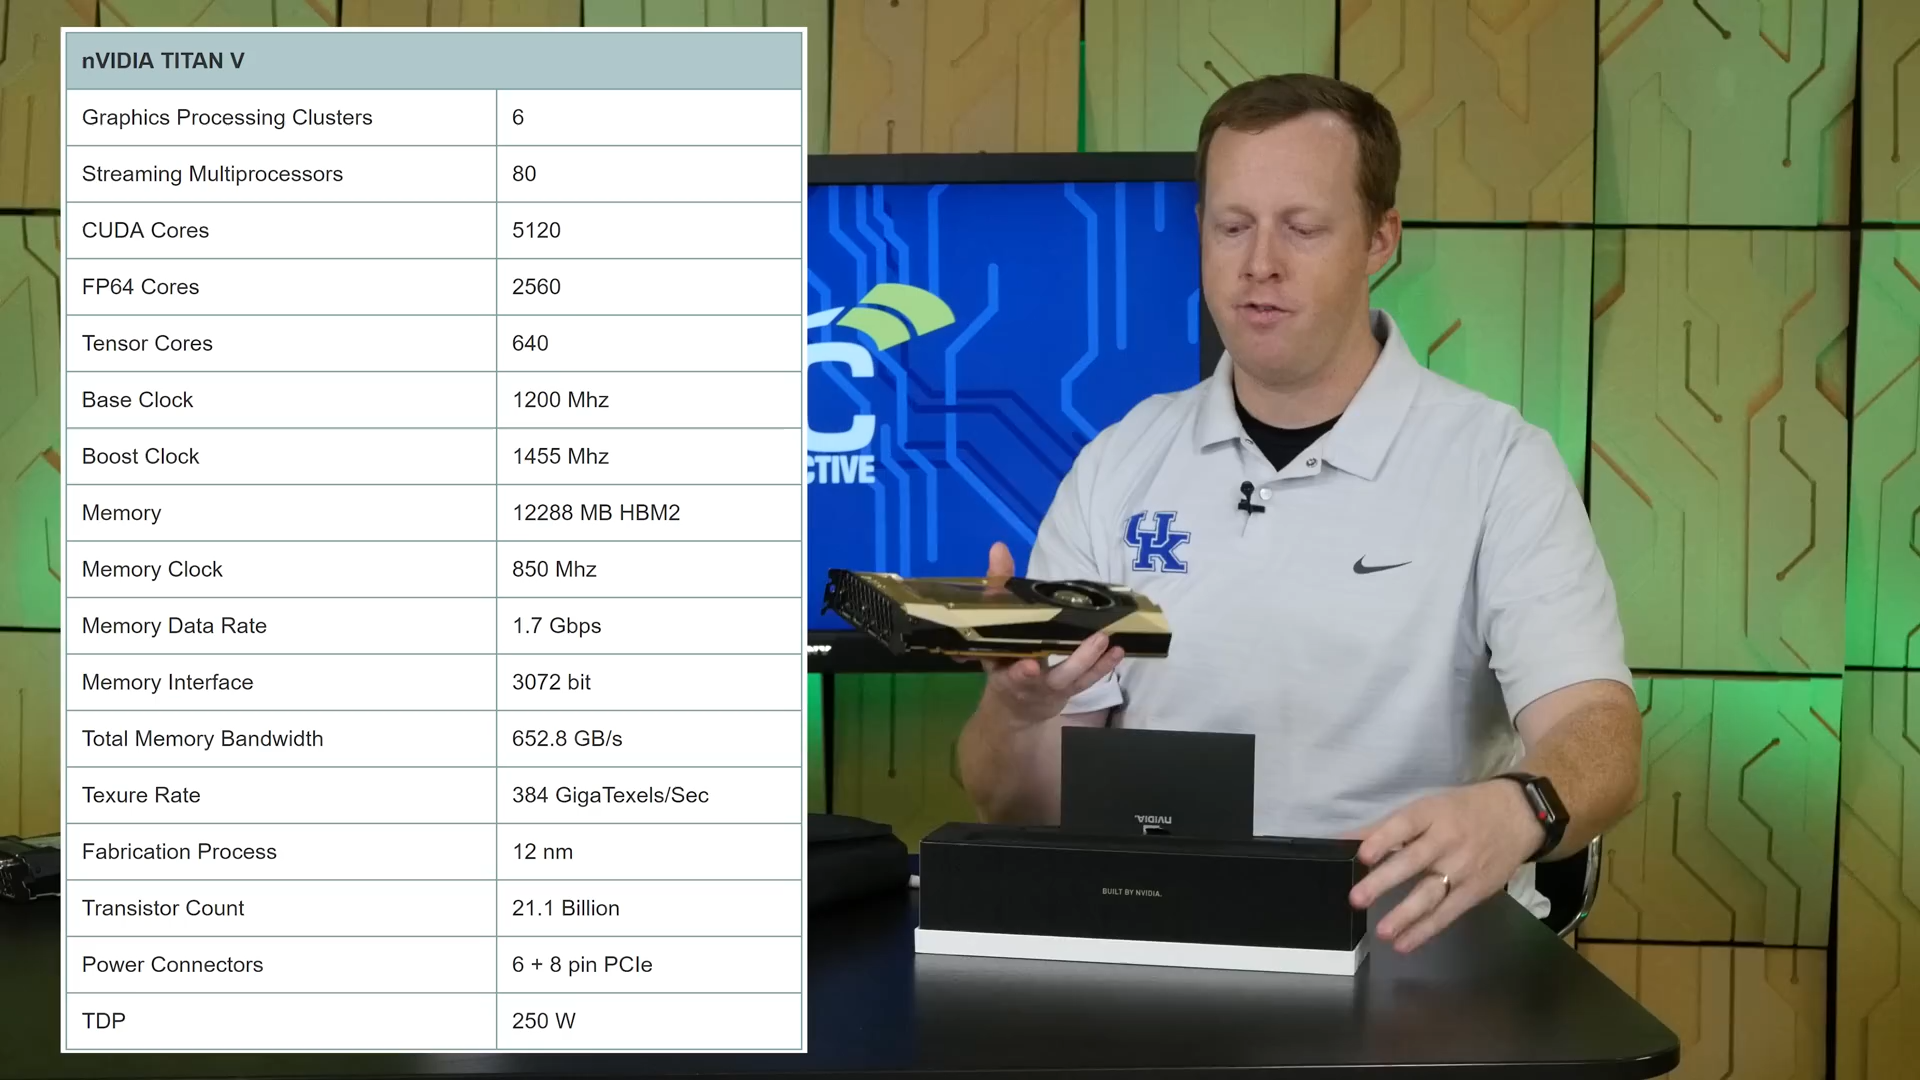 nVIDIA TITAN V
Graphics Processing Clusters 6
Streaming Multiprocessors 80
CUDA Cores 5120
FP64 Cores 2560
Tensor Cores 640
Base Clock 1200 Mhz
Boost Clock 1455 Mhz
Memory 12288 MB HBM2
Memory Clock 850 Mhz
Memory Data Rate 1.7 Gbps
Memory Interface 3072 bit
Total Memory Bandwidth 652.8 GB/s
Texure Rate 384 GigaTexels/Sec
Fabrication Process 12 nm
Transistor Count 21.1 Billion
Power Connectors 6 + 8 pin PCIe
TDP 250 W
C
CTIVE
UK
NVIDIA.
BUILT BY NVIDIA.